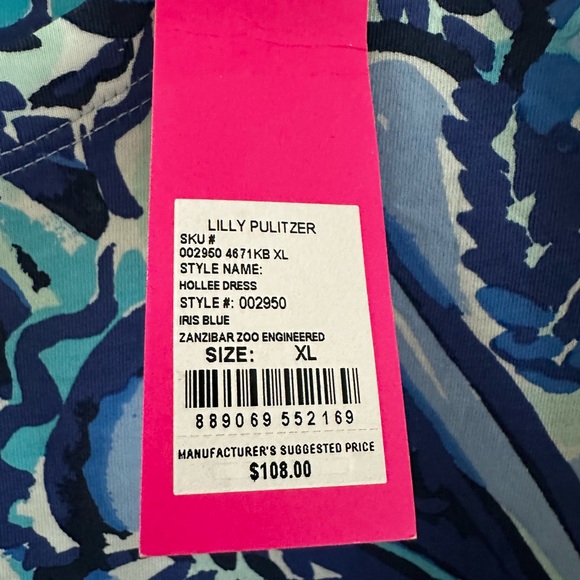 LILLY PULITZER
SKU #
002950 4671KB XL
STYLE NAME:
HOLLEE DRESS
STYLE #: 002950
IRIS BLUE
ZANZIBAR ZOO ENGINEERED
SIZE: XL
889069 552169
MANUFACTURER'S SUGGESTED PRICE
$108.00